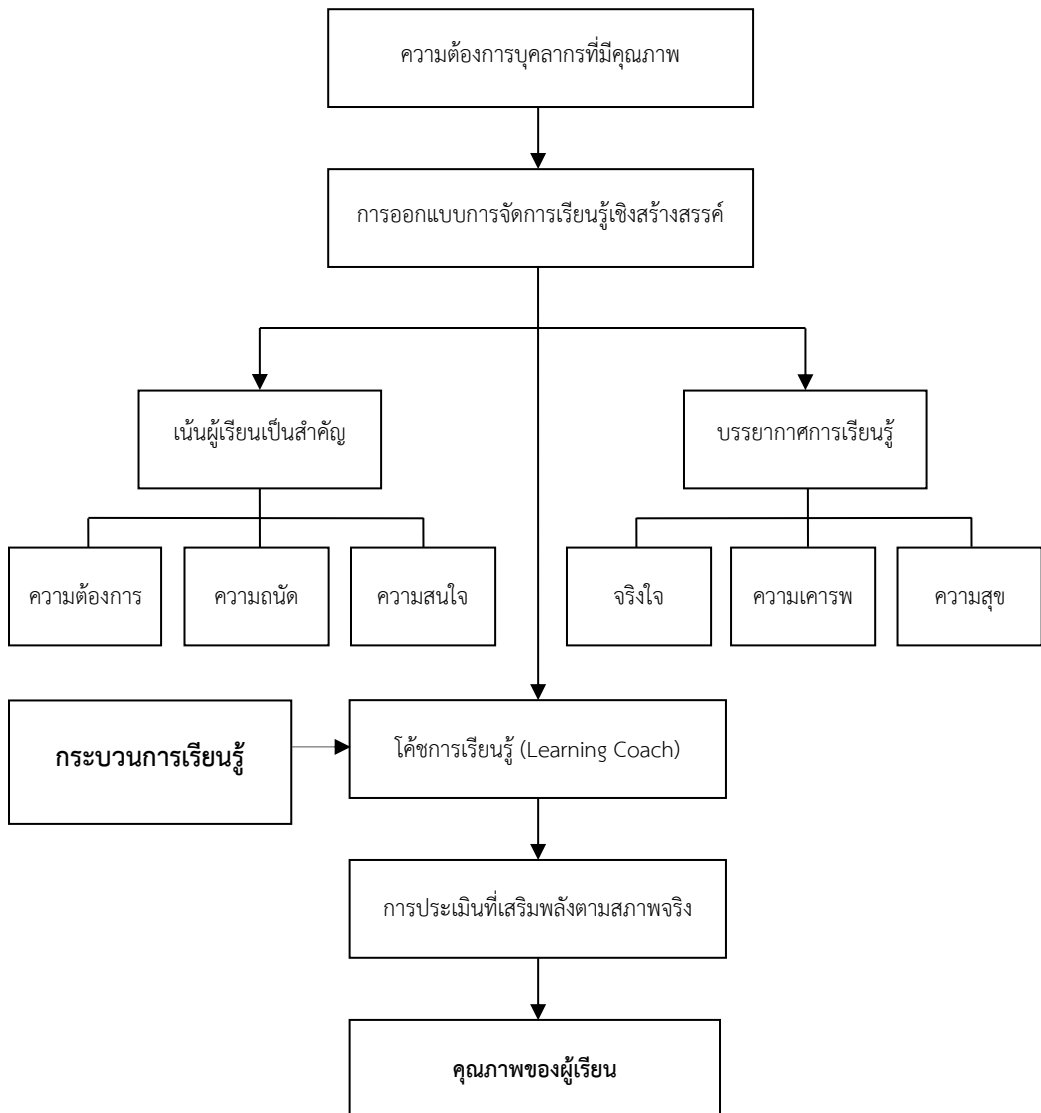 ความต้องการบุคลากรที่มีคุณภาพ
การออกแบบการจัดการเรียนรู้เชิงสร้างสรรค์
เน้นผู้เรียนเป็นสำคัญ
บรรยากาศการเรียนรู้
ความต้องการ
ความถนัด
ความสนใจ
จริงใจ
ความเคารพ
ความสุข
กระบวนการเรียนรู้
โค้ชการเรียนรู้ (Learning Coach)
การประเมินที่เสริมพลังตามสภาพจริง
คุณภาพของผู้เรียน